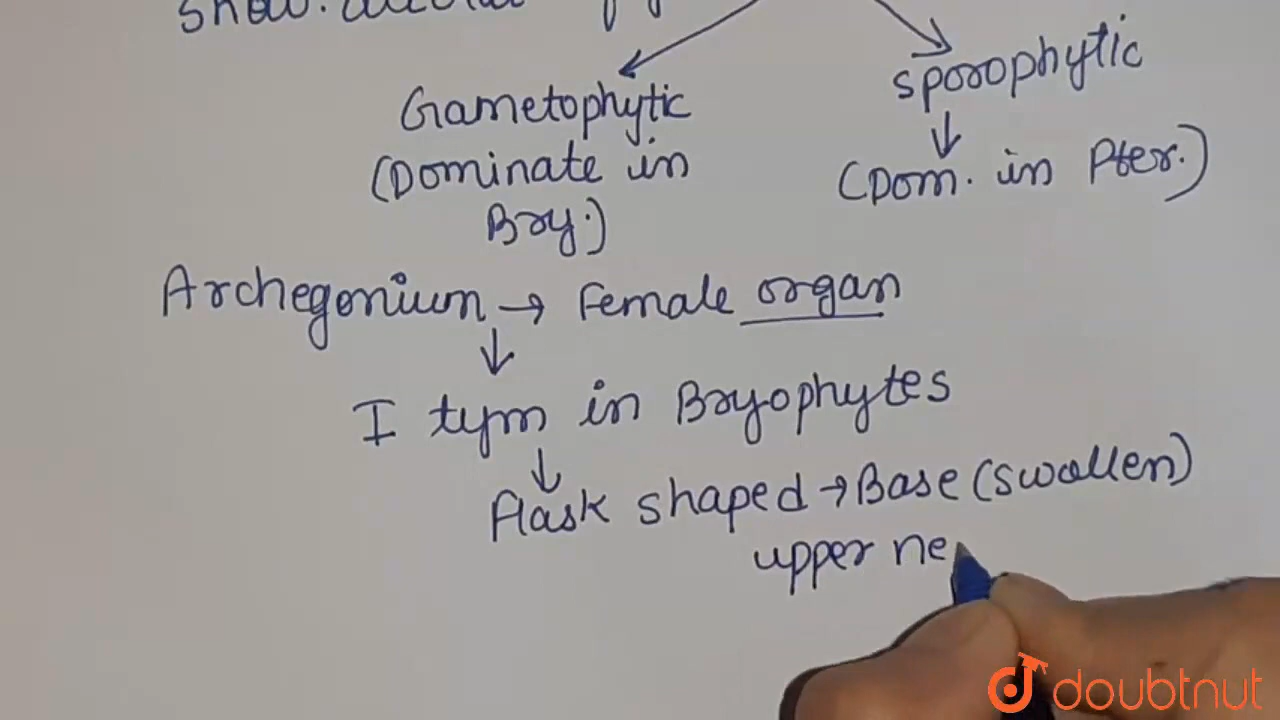 Gametophytic
sporophytic
(Dominate in
Bry.)
(Dom. in Pter.)
Archegonium → Female organ
I tym in Bryophytes
Flask shaped → Base (swollen)
upper ne
doubtnut